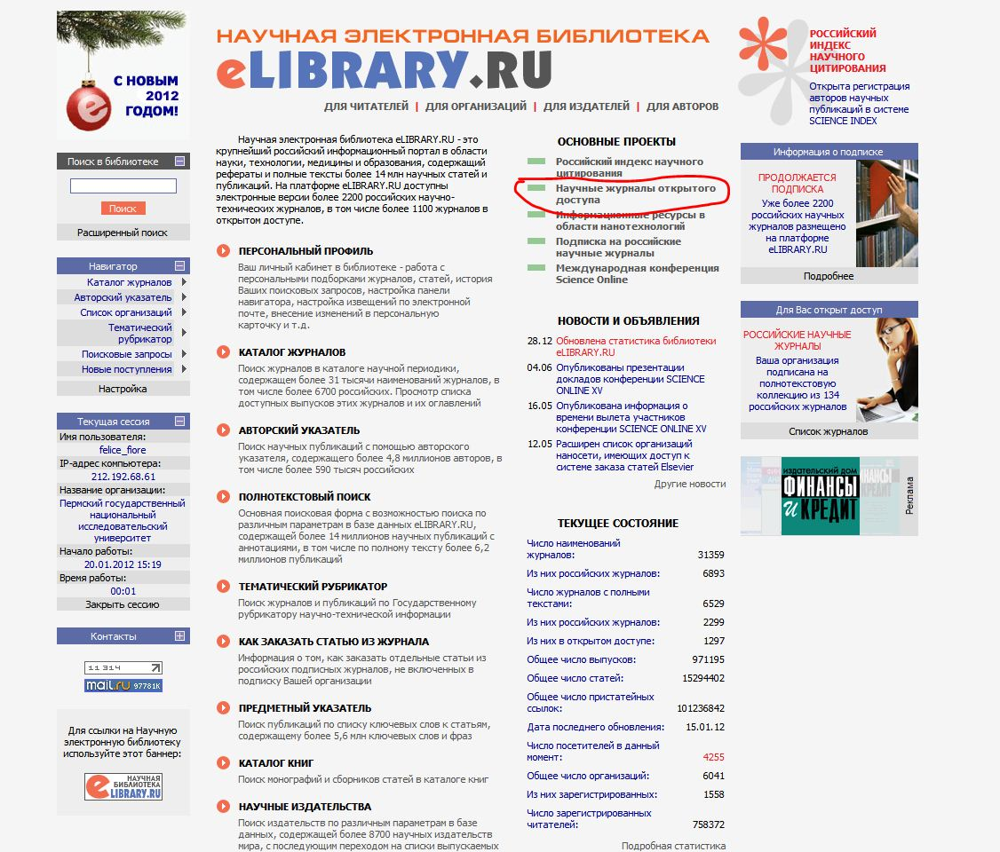 С НОВЫМ
2012
ГОДОМ!
Поиск в библиотеке
Поиск
Расширенный поиск
Навигатор
Каталог журналов
Авторский указатель
Список организаций
Тематический
рубрикатор
Поисковые запросы
Новые поступления
Настройка
Текущая сессия
Имя пользователя:
felice_fiore
IP-адрес компьютера:
212.192.68.61
Название организации:
Пермский государственный
национальный
исследовательский
университет
Начало работы:
20.01.2012 15:19
Время работы:
00:01
Закрыть сессию
Контакты
11 314
mail.ru 97781K
Для ссылки на Научную
электронную библиотеку
используйте этот баннер:
НАУЧНАЯ
БИБЛИОТЕКА
eLIBRARY.RU
НАУЧНАЯ ЭЛЕКТРОННАЯ БИБЛИОТЕКА
eLIBRARY.RU
ДЛЯ ЧИТАТЕЛЕЙ | ДЛЯ ОРГАНИЗАЦИЙ | ДЛЯ ИЗДАТЕЛЕЙ | ДЛЯ АВТОРОВ
Научная электронная библиотека eLIBRARY.RU - это
крупнейший российский информационный портал в области
науки, технологии, медицины и образования, содержащий
рефераты и полные тексты более 14 млн научных статей и
публикаций. На платформе eLIBRARY.RU доступны
электронные версии более 2200 российских научно-
технических журналов, в том числе более 1100 журналов в
открытом доступе.
ПЕРСОНАЛЬНЫЙ ПРОФИЛЬ
Ваш личный кабинет в библиотеке - работа с
персональными подборками журналов, статей, история
Ваших поисковых запросов, настройка панели
навигатора, настройка извещений по электронной
почте, внесение изменений в персональную
карточку и т.д.
КАТАЛОГ ЖУРНАЛОВ
Поиск журналов в каталоге научной периодики,
содержащем более 31 тысячи наименований журналов, в
том числе более 6700 российских. Просмотр списка
доступных выпусков этих журналов и их оглавлений
АВТОРСКИЙ УКАЗАТЕЛЬ
Поиск научных публикаций с помощью авторского
указателя, содержащего более 4,8 миллионов авторов, в
том числе более 590 тысяч российских
ПОЛНОТЕКСТОВЫЙ ПОИСК
Основная поисковая форма с возможностью поиска по
различным параметрам в базе данных eLIBRARY.RU,
содержащей более 14 миллионов научных публикаций с
аннотациями, в том числе по полному тексту более 6,2
миллионов публикаций
ТЕМАТИЧЕСКИЙ РУБРИКАТОР
Поиск журналов и публикаций по Государственному
рубрикатору научно-технической информации
КАК ЗАКАЗАТЬ СТАТЬЮ ИЗ ЖУРНАЛА
Информация о том, как заказать отдельные статьи из
российских подписных журналов, не включенных в
подписку Вашей организации
ПРЕДМЕТНЫЙ УКАЗАТЕЛЬ
Поиск публикаций по списку ключевых слов к статьям,
содержащему более 5,6 млн ключевых слов и фраз
КАТАЛОГ КНИГ
Поиск монографий и сборников статей в каталоге книг
НАУЧНЫЕ ИЗДАТЕЛЬСТВА
Поиск издательств по различным параметрам в базе
данных, содержащей более 8700 научных издательств
мира, с последующим переходом на списки выпускаемых
ОСНОВНЫЕ ПРОЕКТЫ
Российский индекс научного
цитирования
Научные журналы открытого
доступа
Информационные ресурсы в
области нанотехнологий
Подписка на российские
научные журналы
Международная конференция
Science Online
НОВОСТИ И ОБЪЯВЛЕНИЯ
28.12 Обновлена статистика библиотеки
eLIBRARY.RU
04.06 Опубликованы презентации
докладов конференции SCIENCE
ONLINE XV
16.05 Опубликована информация о
времени вылета участников
конференции SCIENCE ONLINE XV
12.05 Расширен список организаций
наносети, имеющих доступ к
системе заказа статей Elsevier
Другие новости
ТЕКУЩЕЕ СОСТОЯНИЕ
Число наименований
журналов: 31359
Из них российских журналов: 6893
Число журналов с полными
текстами: 6529
Из них российских журналов: 2299
Из них в открытом доступе: 1297
Общее число выпусков: 971195
Общее число статей: 15294402
Общее число пристатейных
ссылок: 101236842
Дата последнего обновления: 15.01.12
Число посетителей в данный
момент: 4255
Общее число организаций: 6041
Из них зарегистрированных: 1558
Число зарегистрированных
читателей: 758372
Подробная статистика
РОССИЙСКИЙ
ИНДЕКС
НАУЧНОГО
ЦИТИРОВАНИЯ
Открыта регистрация
авторов научных
публикаций в системе
SCIENCE INDEX
Информация о подписке
ПРОДОЛЖАЕТСЯ
ПОДПИСКА
Уже более 2200
российских научных
журналов размещено
на платформе
eLIBRARY.RU
Подробнее
Для Вас открыт доступ
РОССИЙСКИЕ НАУЧНЫЕ
ЖУРНАЛЫ
Ваша организация
подписана на
полнотекстовую
коллекцию из 134
российских журналов
Список журналов
ИЗДАТЕЛЬСКИЙ ДОМ
ФИНАНСЫ
И КРЕДИТ
Реклама